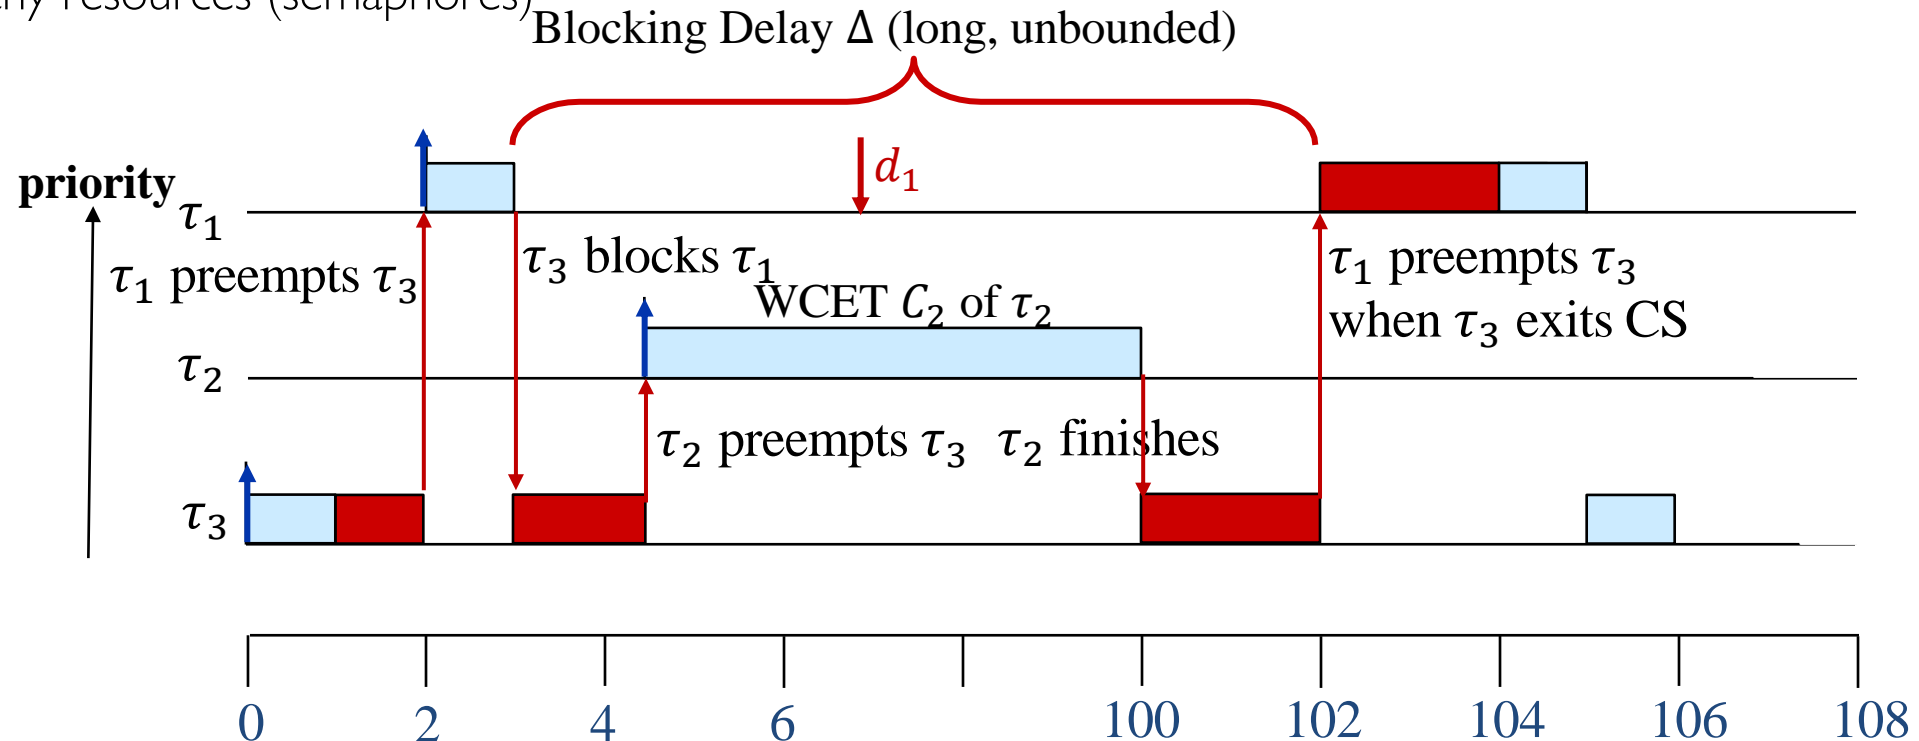 resources (semaphores)
Blocking Delay Δ (long, unbounded)
d₁
priority
τ₁
τ₁ preempts τ₃
τ₃ blocks τ₁
τ₁ preempts τ₃
when τ₃ exits CS
WCET C₂ of τ₂
τ₂
τ₂ preempts τ₃
τ₂ finishes
τ₃
0 2 4 6 100 102 104 106 108